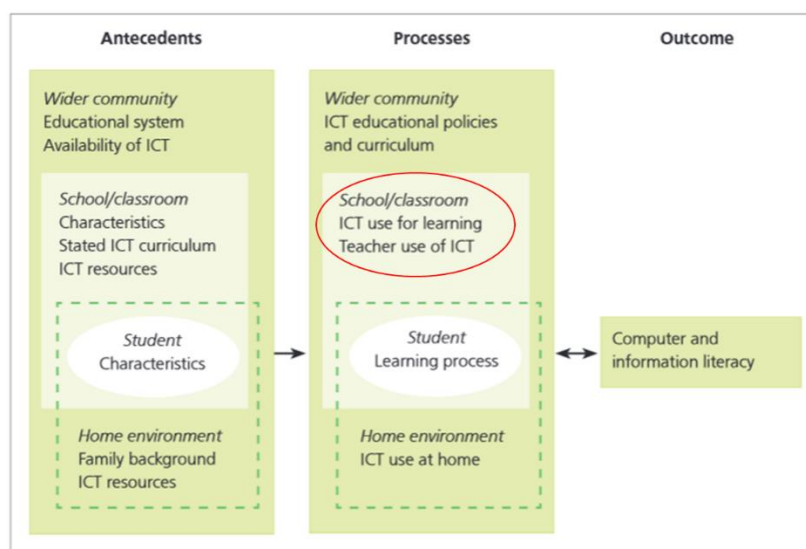 Antecedents
Processes
Outcome
Wider community
Educational system
Availability of ICT
School/classroom
Characteristics
Stated ICT curriculum
ICT resources
Student
Characteristics
Home environment
Family background
ICT resources
Wider community
ICT educational policies
and curriculum
School/classroom
ICT use for learning
Teacher use of ICT
Student
Learning process
Home environment
ICT use at home
Computer and
information literacy